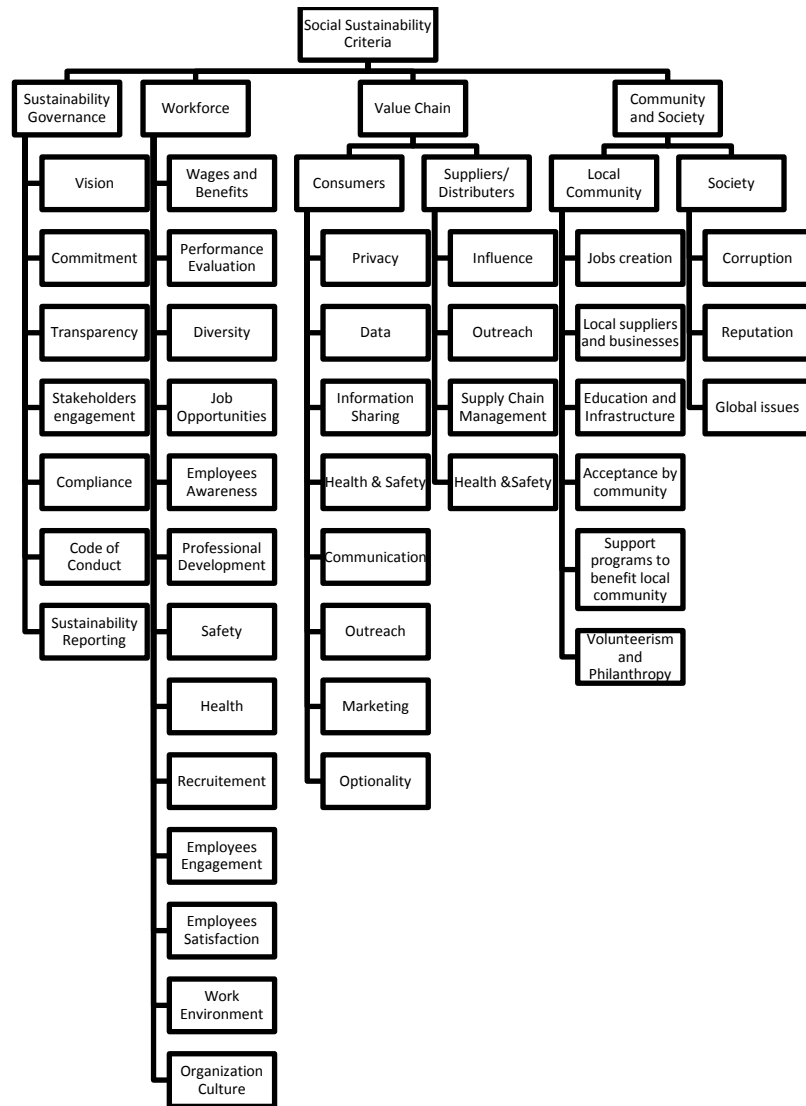 Social Sustainability
Criteria
Sustainability
Governance
Workforce
Value Chain
Community
and Society
Vision
Commitment
Transparency
Stakeholders
engagement
Compliance
Code of
Conduct
Sustainability
Reporting
Wages and
Benefits
Performance
Evaluation
Diversity
Job
Opportunities
Employees
Awareness
Professional
Development
Safety
Health
Recruitement
Employees
Engagement
Employees
Satisfaction
Work
Environment
Organization
Culture
Consumers
Privacy
Data
Information
Sharing
Health & Safety
Communication
Outreach
Marketing
Optionality
Suppliers/
Distributers
Influence
Outreach
Supply Chain
Management
Health &Safety
Local
Community
Jobs creation
Local suppliers
and businesses
Education and
Infrastructure
Acceptance by
community
Support
programs to
benefit local
community
Volunteerism
and
Philanthropy
Society
Corruption
Reputation
Global issues